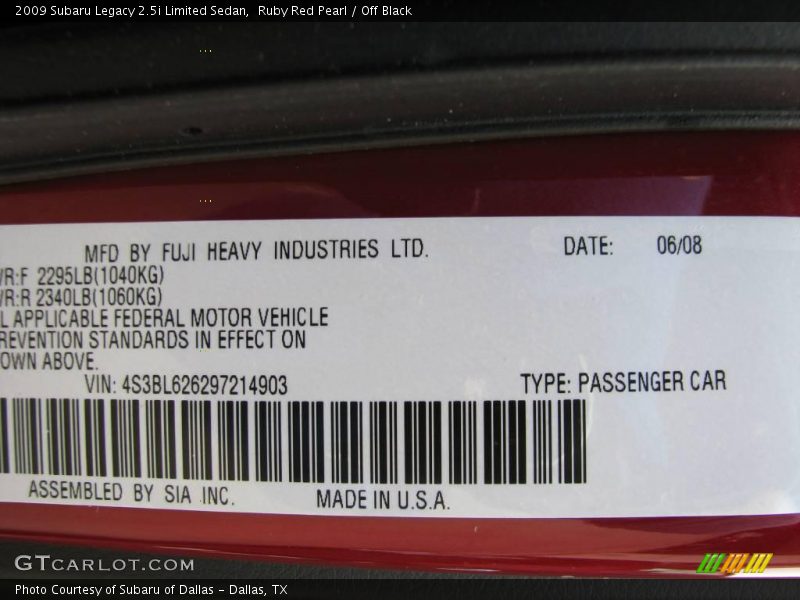 2009 Subaru Legacy 2.5i Limited Sedan,  Ruby Red Pearl / Off Black
MFD BY FUJI HEAVY INDUSTRIES LTD. DATE: 06/08
VR:F 2295LB(1040KG)
VR:R 2340LB(1060KG)
L APPLICABLE FEDERAL MOTOR VEHICLE
REVENTION STANDARDS IN EFFECT ON
OWN ABOVE.
VIN: 4S3BL626297214903 TYPE: PASSENGER CAR
ASSEMBLED BY SIA INC. MADE IN U.S.A.
GTCARLOT.COM
Photo Courtesy of Subaru of Dallas - Dallas, TX